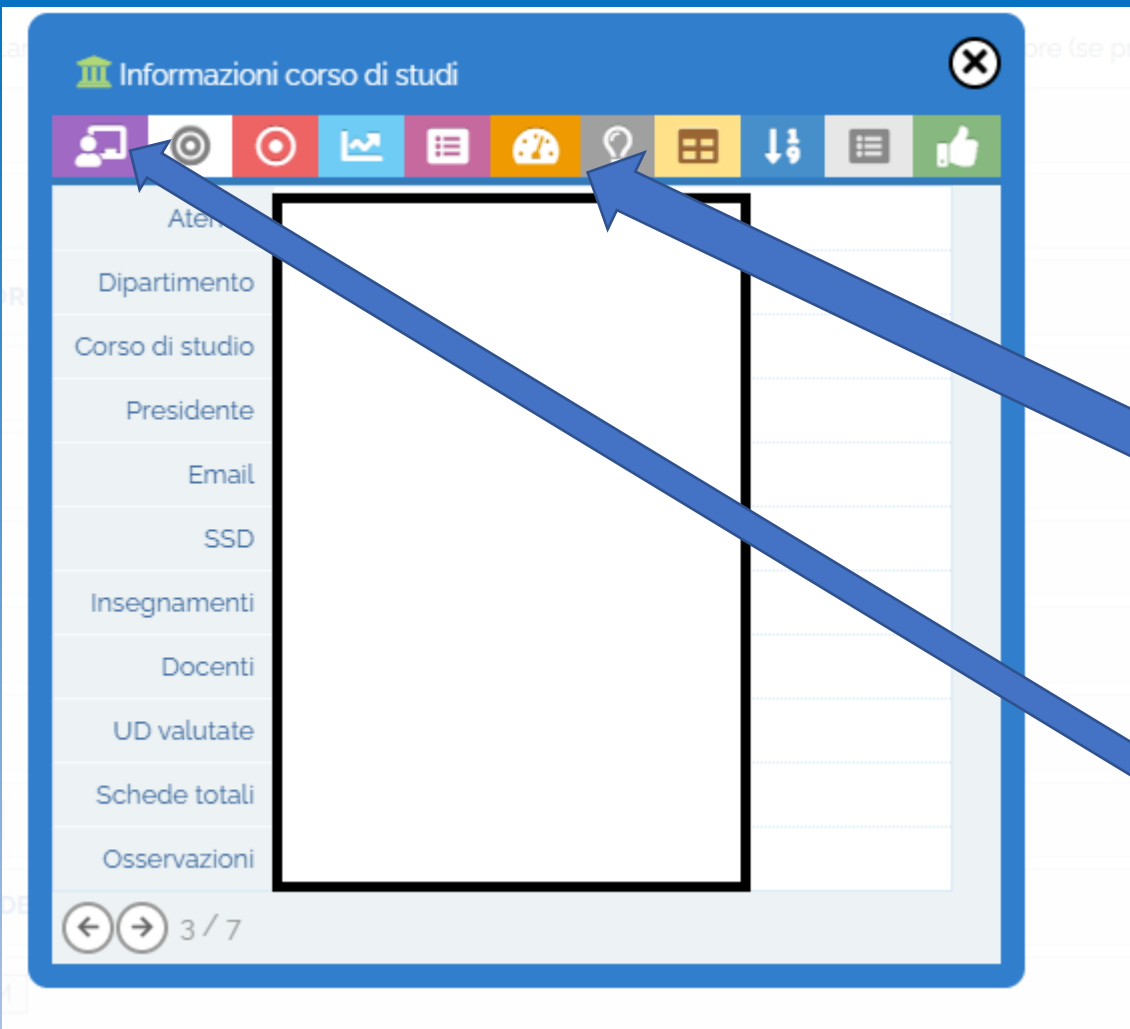 Informazioni corso di studi
Dipartimento
Corso di studio
Presidente
Email
SSD
Insegnamenti
Docenti
UD valutate
Schede totali
Osservazioni
3 / 7